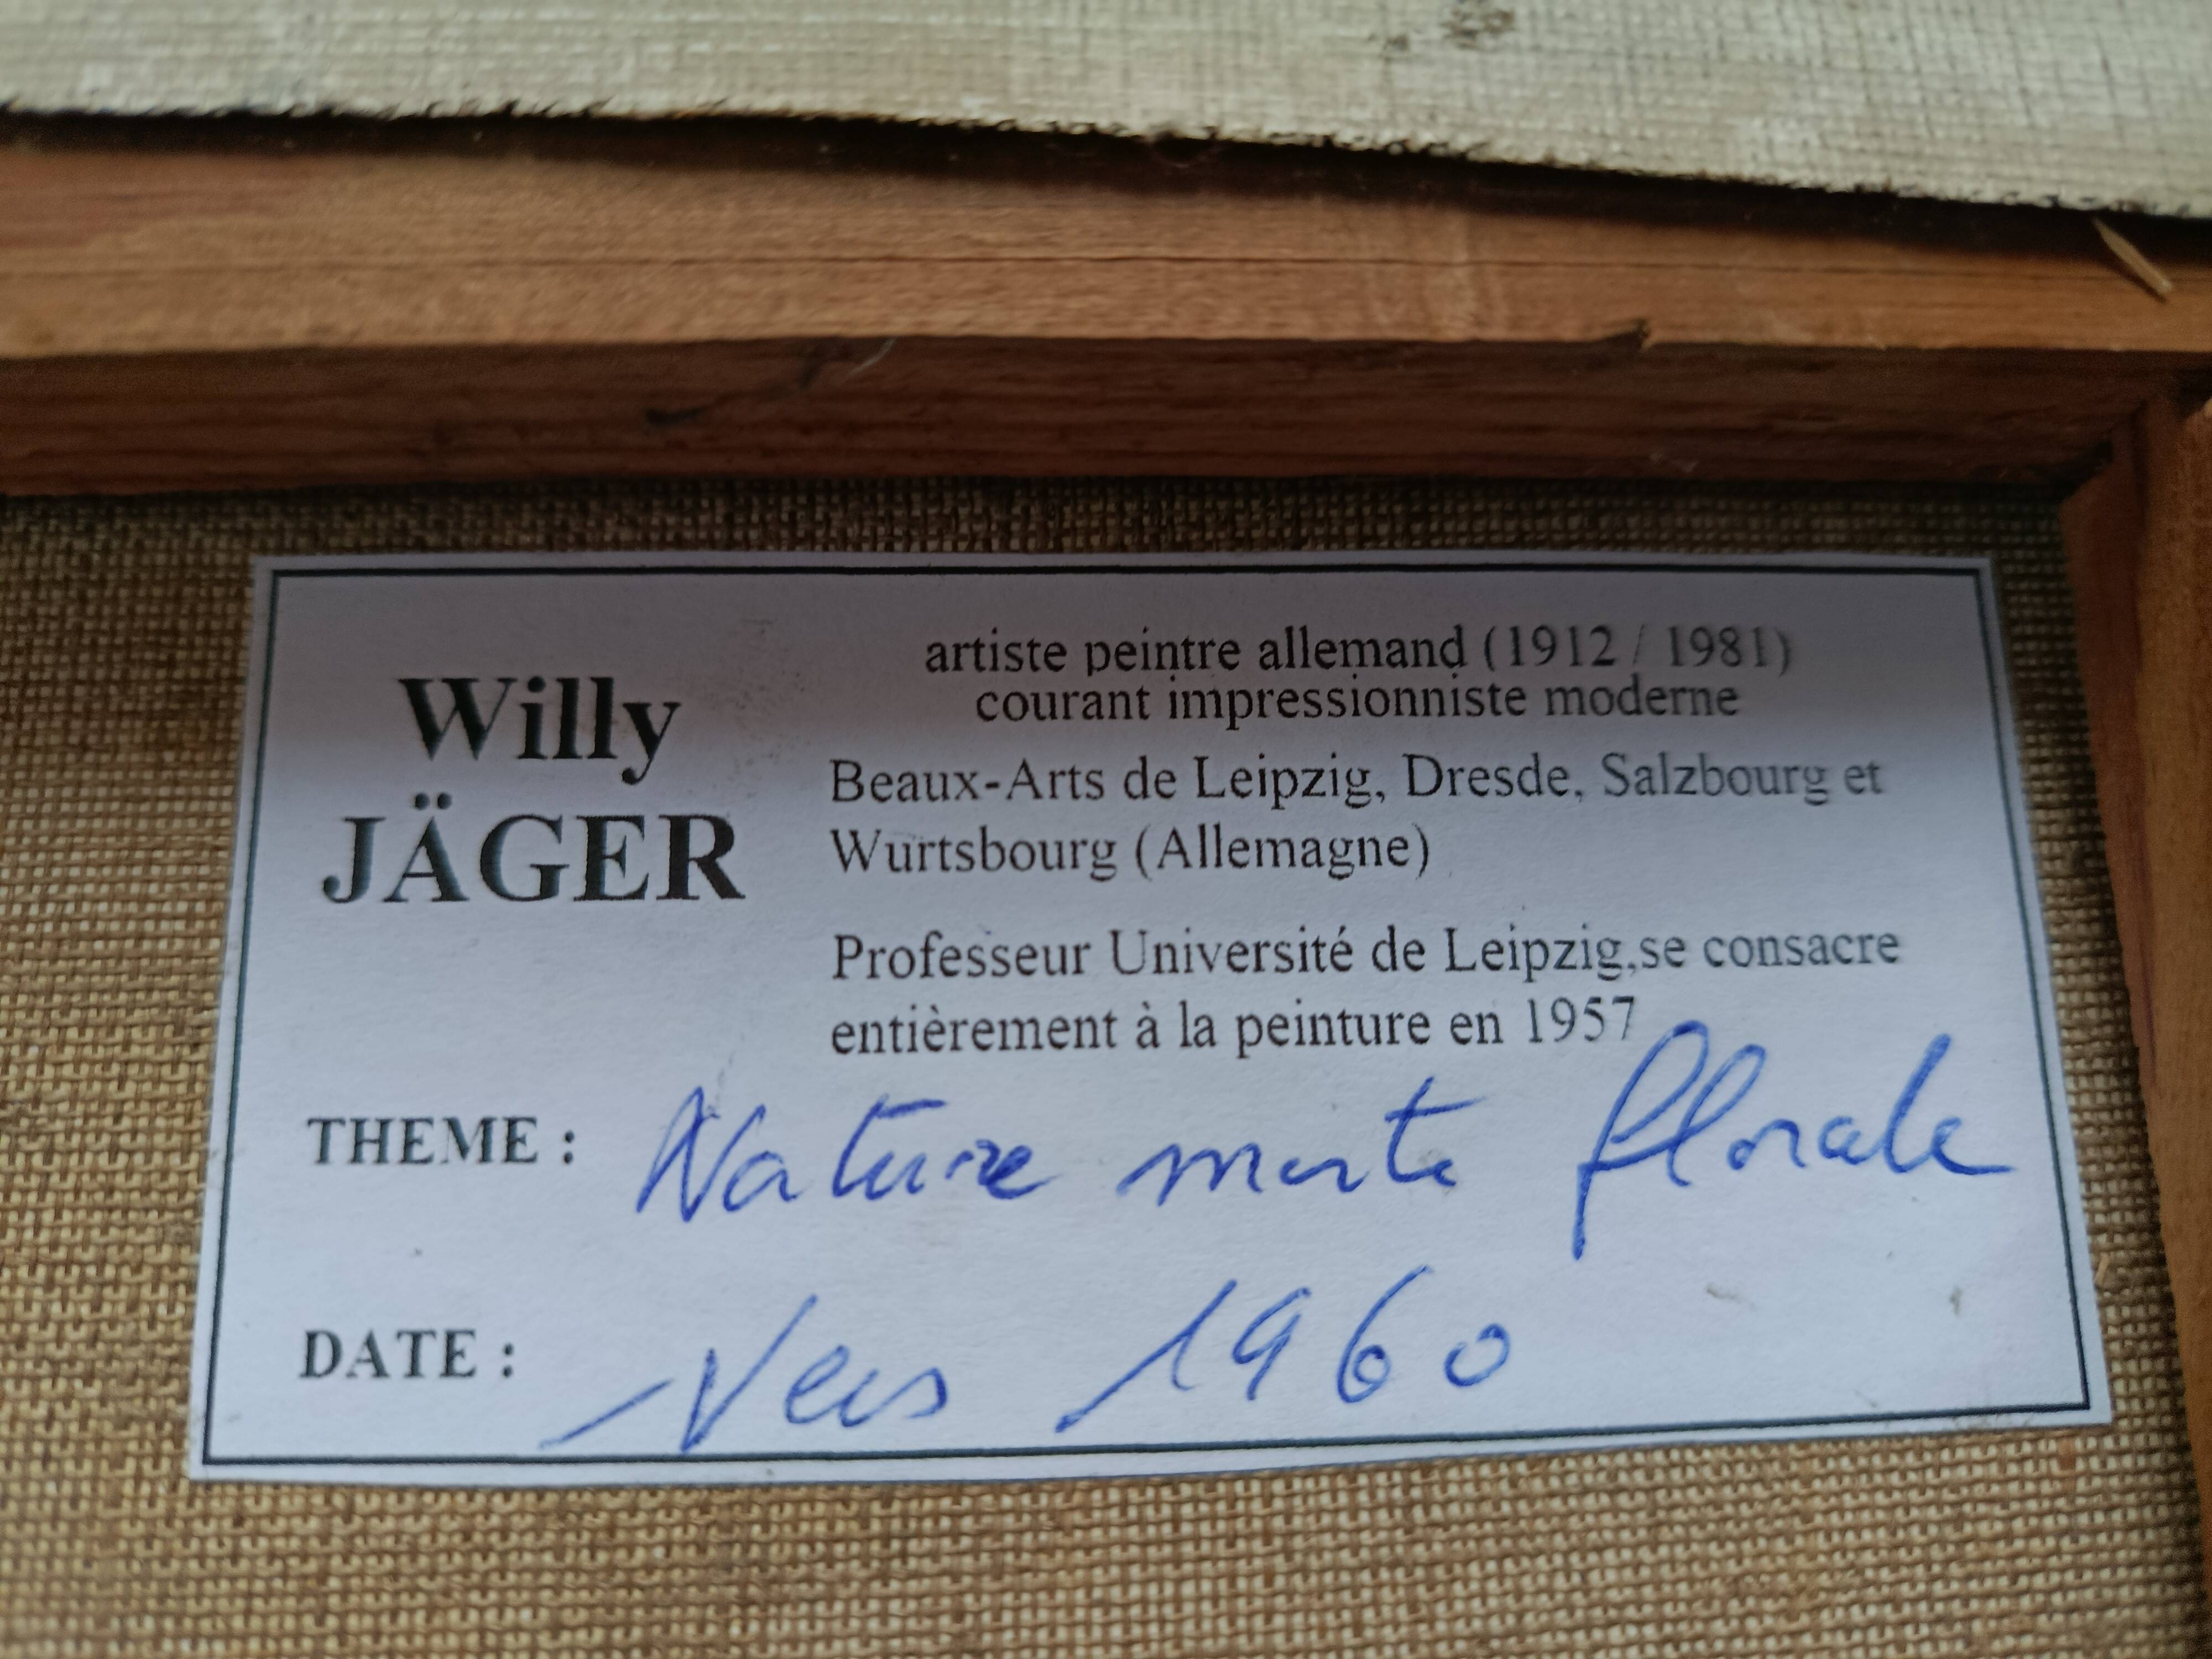 Willy
JÄGER
artiste peintre allemand (1912 / 1981)
courant impressionniste moderne
Beaux-Arts de Leipzig, Dresde, Salzbourg et
Wurtsbourg (Allemagne)
Professeur Université de Leipzig,se consacre
entièrement à la peinture en 1957
THEME : Nature morte florale
DATE : Vers 1960